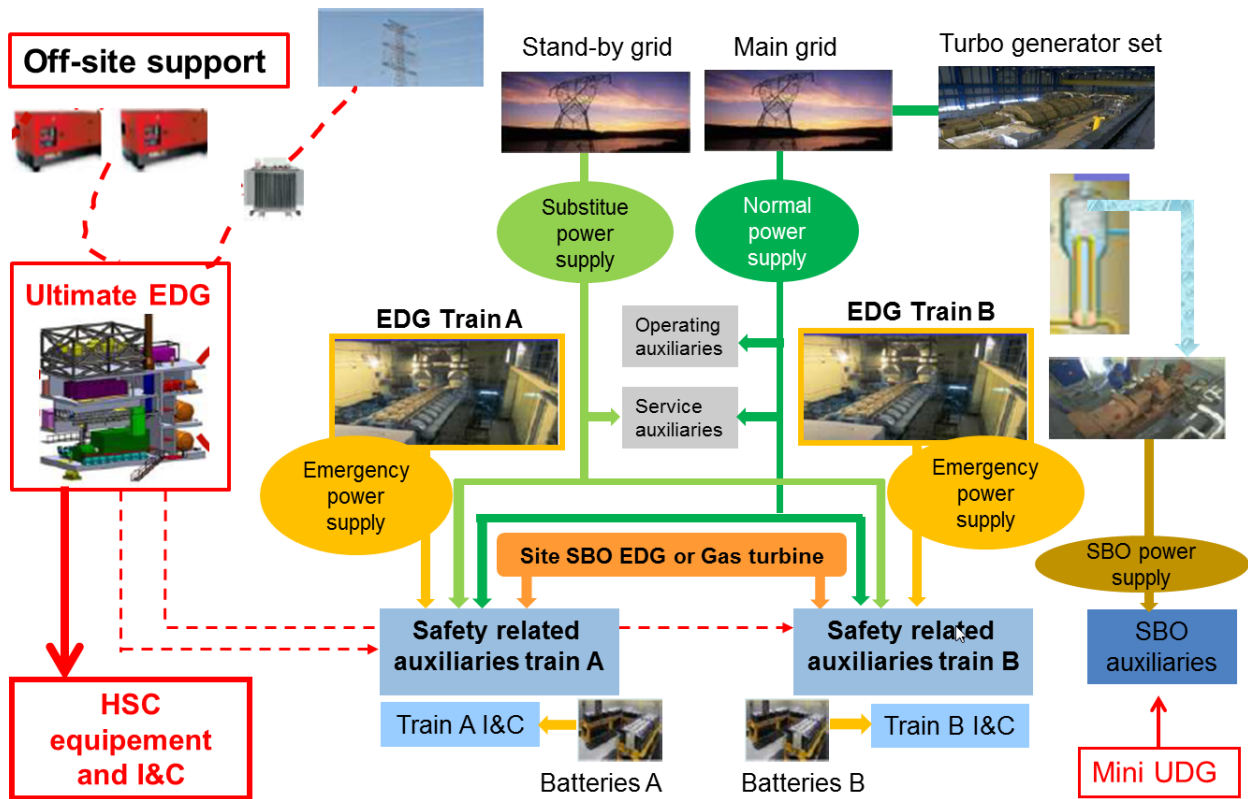 Off-site support
Stand-by grid
Main grid
Turbo generator set
Substitue
power
supply
Normal
power
supply
Ultimate EDG
EDG Train A
EDG Train B
Operating
auxiliaries
Service
auxiliaries
Emergency
power
supply
Emergency
power
supply
Site SBO EDG or Gas turbine
SBO power
supply
Safety related
auxiliaries train A
Safety related
auxiliaries train B
SBO
auxiliaries
HSC
equipement
and I&C
Train A I&C
Train B I&C
Batteries A
Batteries B
Mini UDG